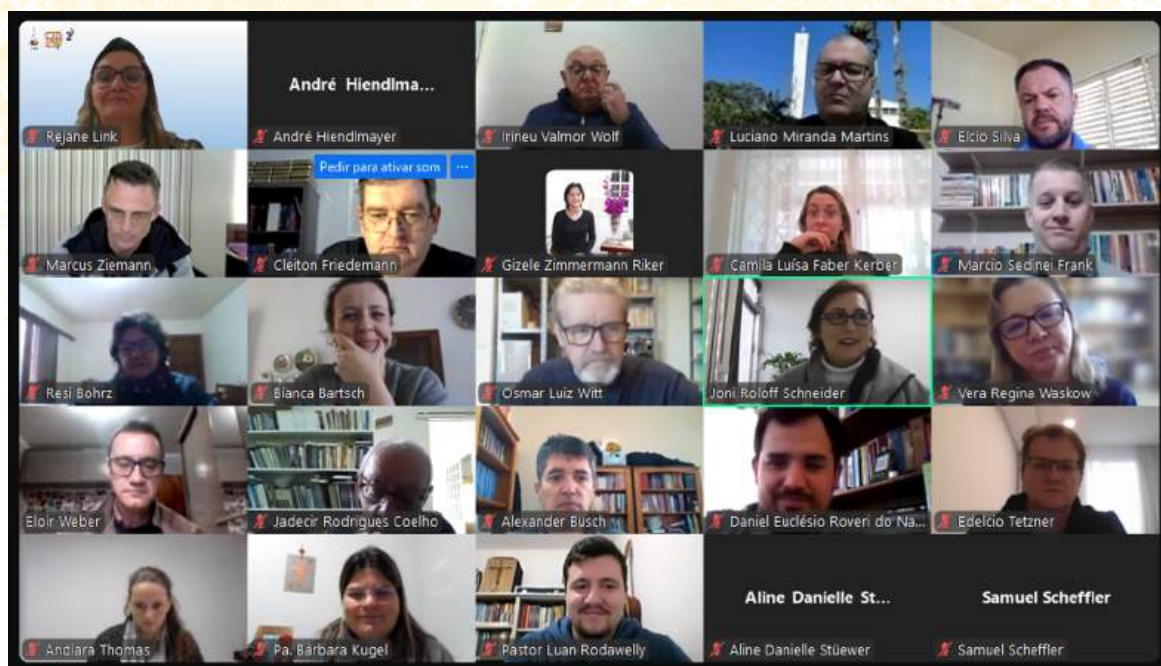 Rejane Link
André Hiendlma...
André Hiendlmayer
Irineu Valmor Wolf
Luciano Miranda Martins
Elcio Silva
Marcus Ziemann
Pedir para ativar som ...
Cleiton Friedemann
Gizele Zimmermann Riker
Camila Luísa Faber Kerber
Marcio Sedinei Frank
Resi Bohrz
Bianca Bartsch
Osmar Luiz Witt
Joni Roloff Schneider
Vera Regina Waskow
Eloir Weber
Jadecir Rodrigues Coelho
Alexander Busch
Daniel Euclésio Roveri do Na...
Edelcio Tetzner
Andiara Thomas
Pa. Bárbara Kugel
Pastor Luan Rodawelly
Aline Danielle St...
Aline Danielle Stüewer
Samuel Scheffler
Samuel Scheffler